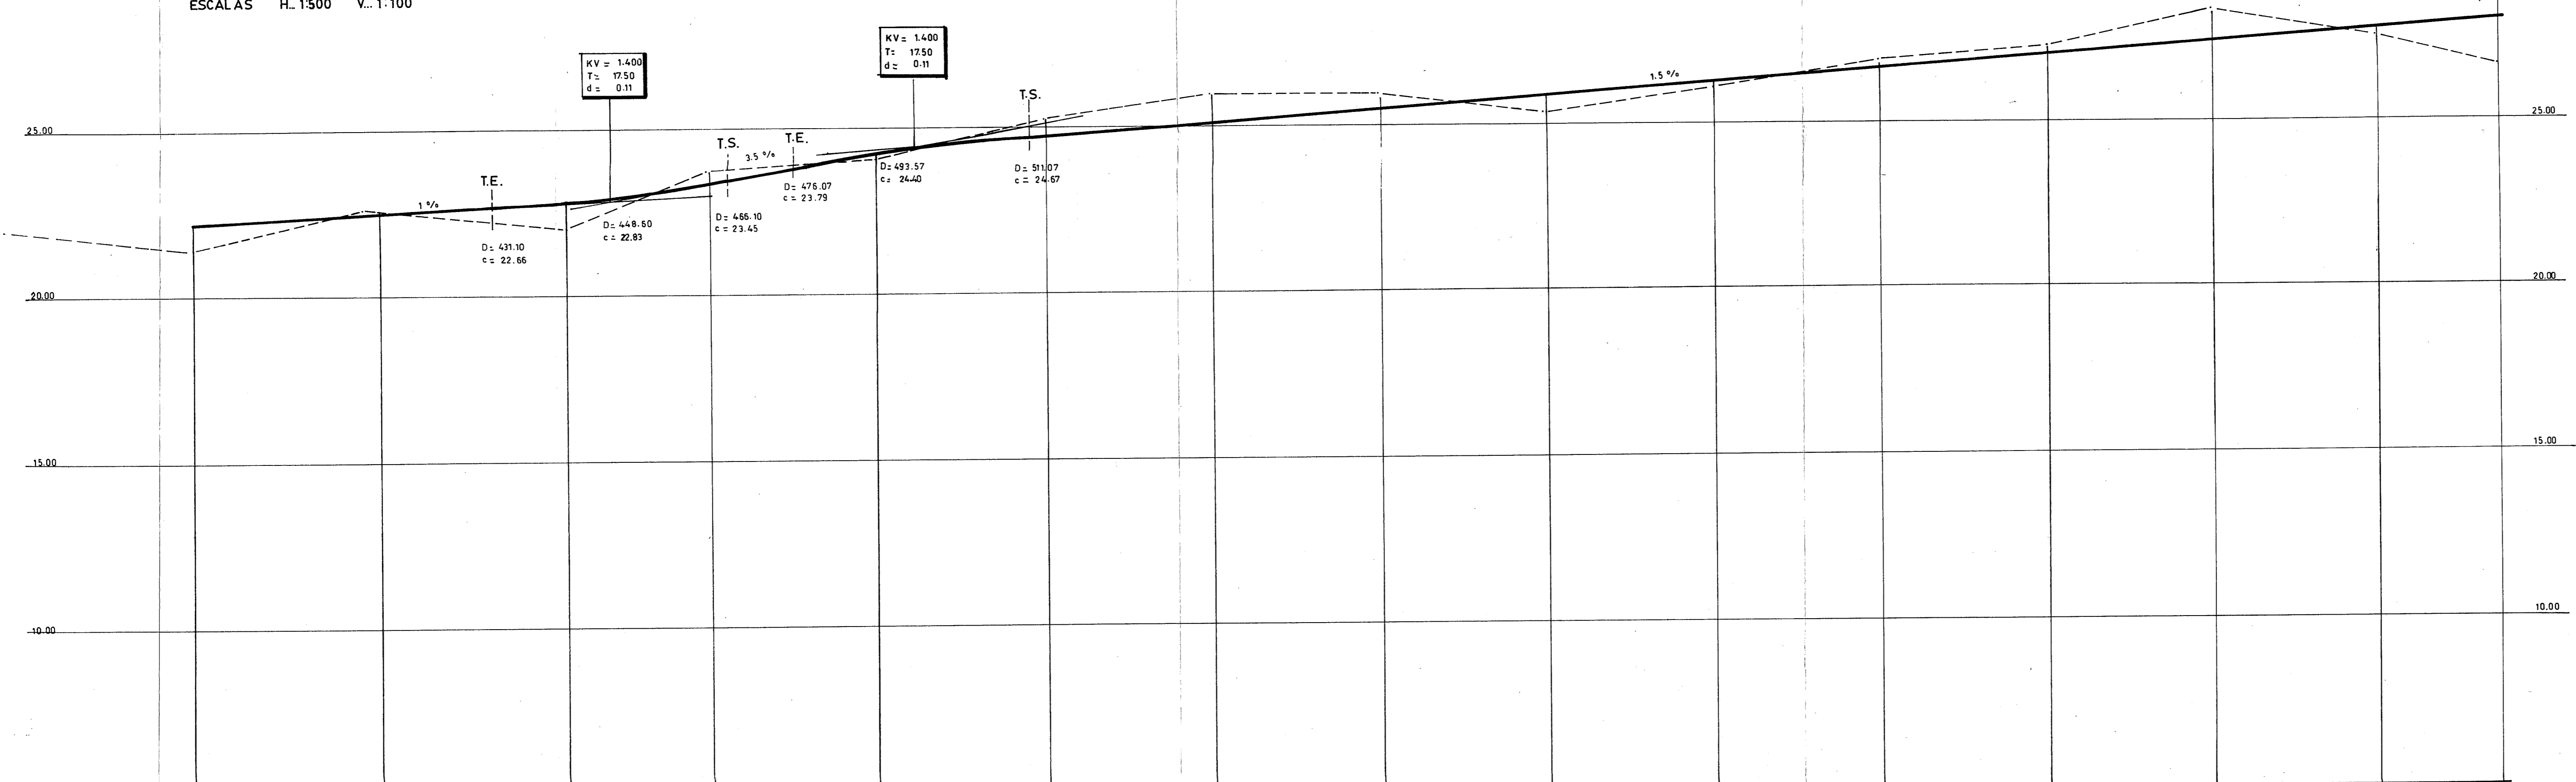 ESCALAS H... 1:500 V... 1:100
KV= 1.400
T= 17.50
d= 0.11
KV= 1.400
T= 17.50
d= 0.11
T.S.
1.5 %
25.00
25.00
T.S.
T.E.
3.5 %
D= 493.57
c= 24.40
D= 511.07
c= 24.67
T.E.
D= 476.07
c= 23.79
1 %
D= 466.10
c= 23.45
D= 448.60
c= 22.83
D= 431.10
c= 22.66
20.00
20.00
15.00
15.00
10.00
10.00